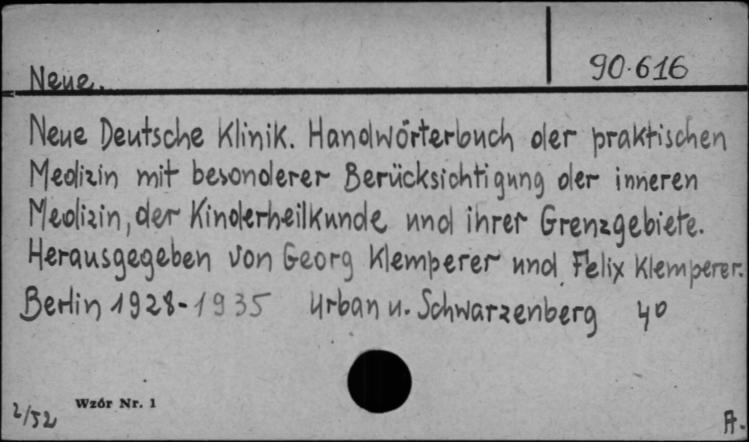 90.616
Neue.
Neue Deutsche Klinik. Handwörterbuch der praktischen
Medizin mit besonderer Berücksichtigung der inneren
Medizin, der Kinderheilkunde und ihrer Grenzgebiete.
Herausgegeben von Georg Klemperer und Felix Klemperer.
Berlin 1928-1935 Urban u. Schwarzenberg 4°
Wzór Nr. 1
2/52
A.